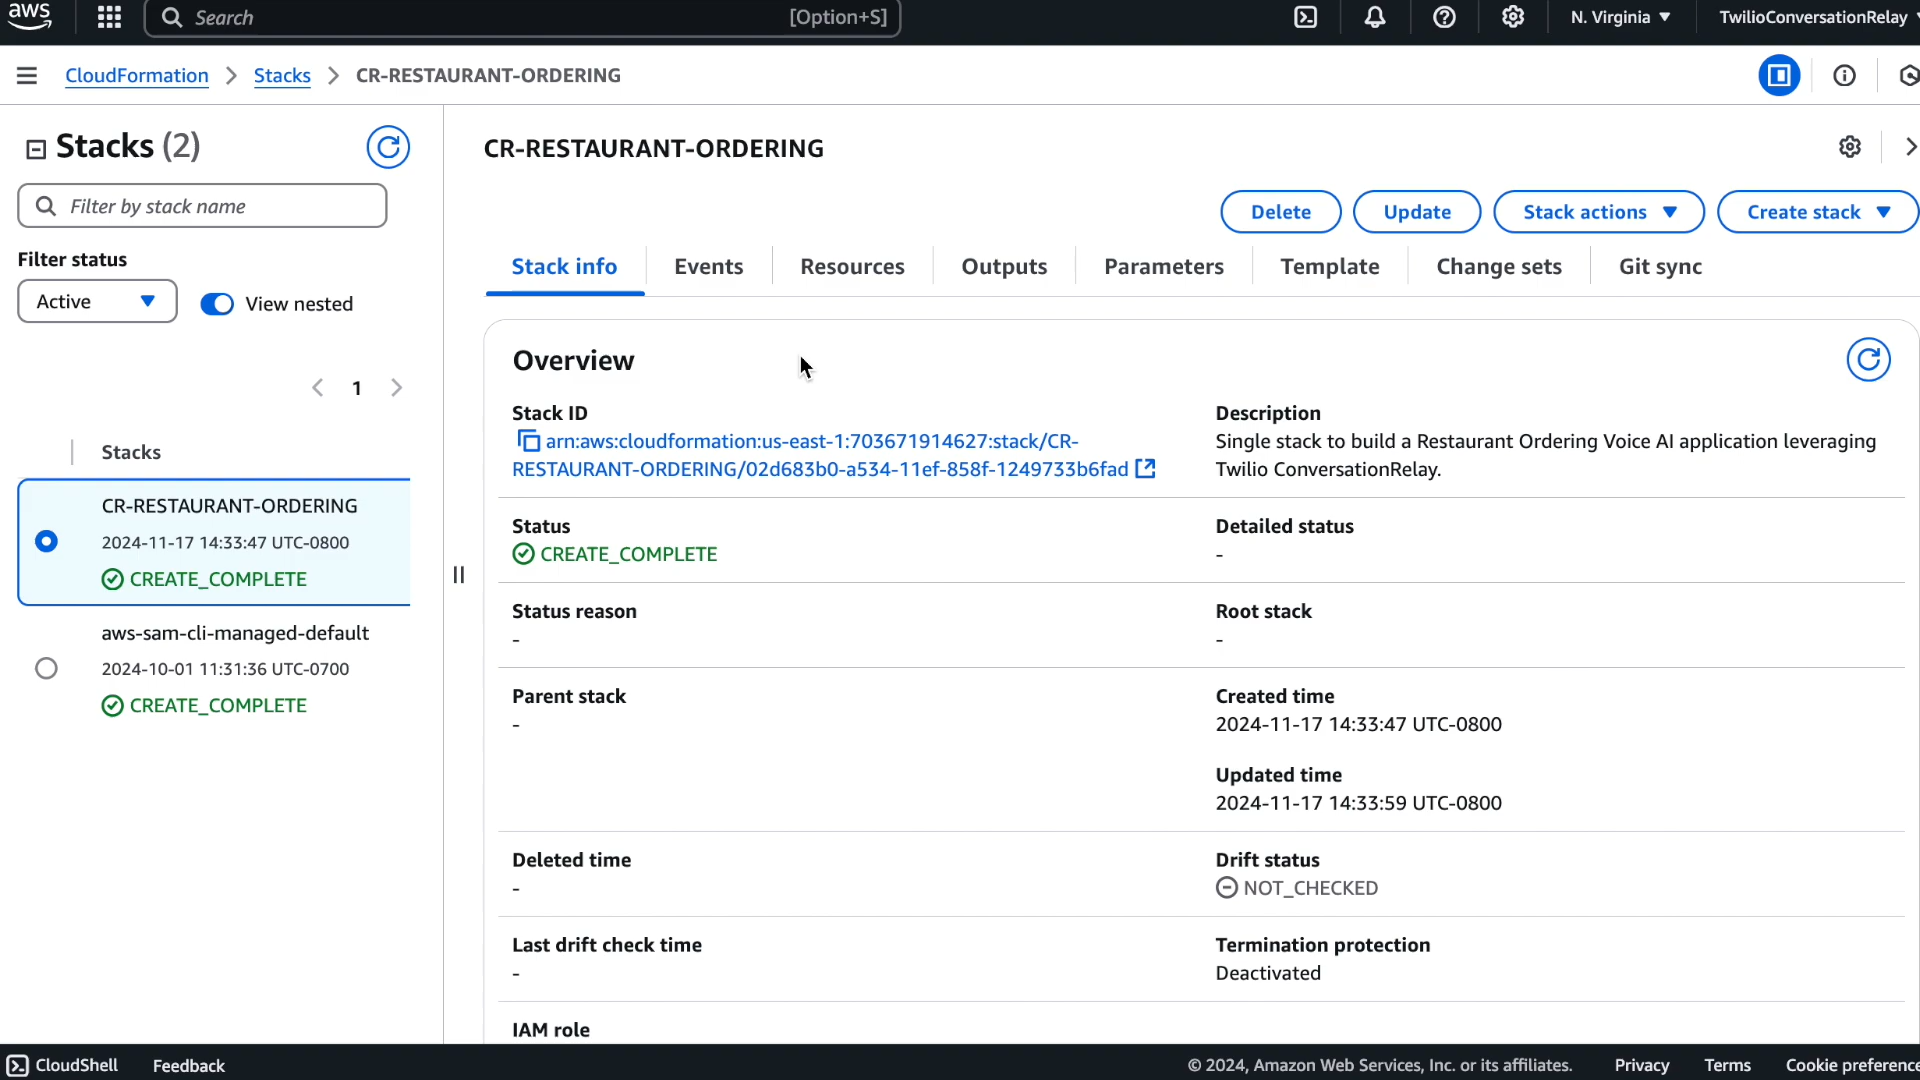 aws
Search
[Option+S]
N. Virginia
TwilioConversationRelay
CloudFormation
Stacks
CR-RESTAURANT-ORDERING
Stacks (2)
Filter by stack name
Filter status
Active
View nested
1
Stacks
CR-RESTAURANT-ORDERING
2024-11-17 14:33:47 UTC-0800
CREATE_COMPLETE
aws-sam-cli-managed-default
2024-10-01 11:31:36 UTC-0700
CREATE_COMPLETE
CR-RESTAURANT-ORDERING
Delete
Update
Stack actions
Create stack
Stack info
Events
Resources
Outputs
Parameters
Template
Change sets
Git sync
Overview
Stack ID
arn:aws:cloudformation:us-east-1:703671914627:stack/CR-
RESTAURANT-ORDERING/02d683b0-a534-11ef-858f-1249733b6fad
Description
Single stack to build a Restaurant Ordering Voice AI application leveraging
Twilio ConversationRelay.
Status
CREATE_COMPLETE
Detailed status
-
Status reason
-
Root stack
-
Parent stack
-
Created time
2024-11-17 14:33:47 UTC-0800
Updated time
2024-11-17 14:33:59 UTC-0800
Deleted time
-
Drift status
NOT_CHECKED
Last drift check time
-
Termination protection
Deactivated
IAM role
CloudShell
Feedback
© 2024, Amazon Web Services, Inc. or its affiliates.
Privacy
Terms
Cookie preference